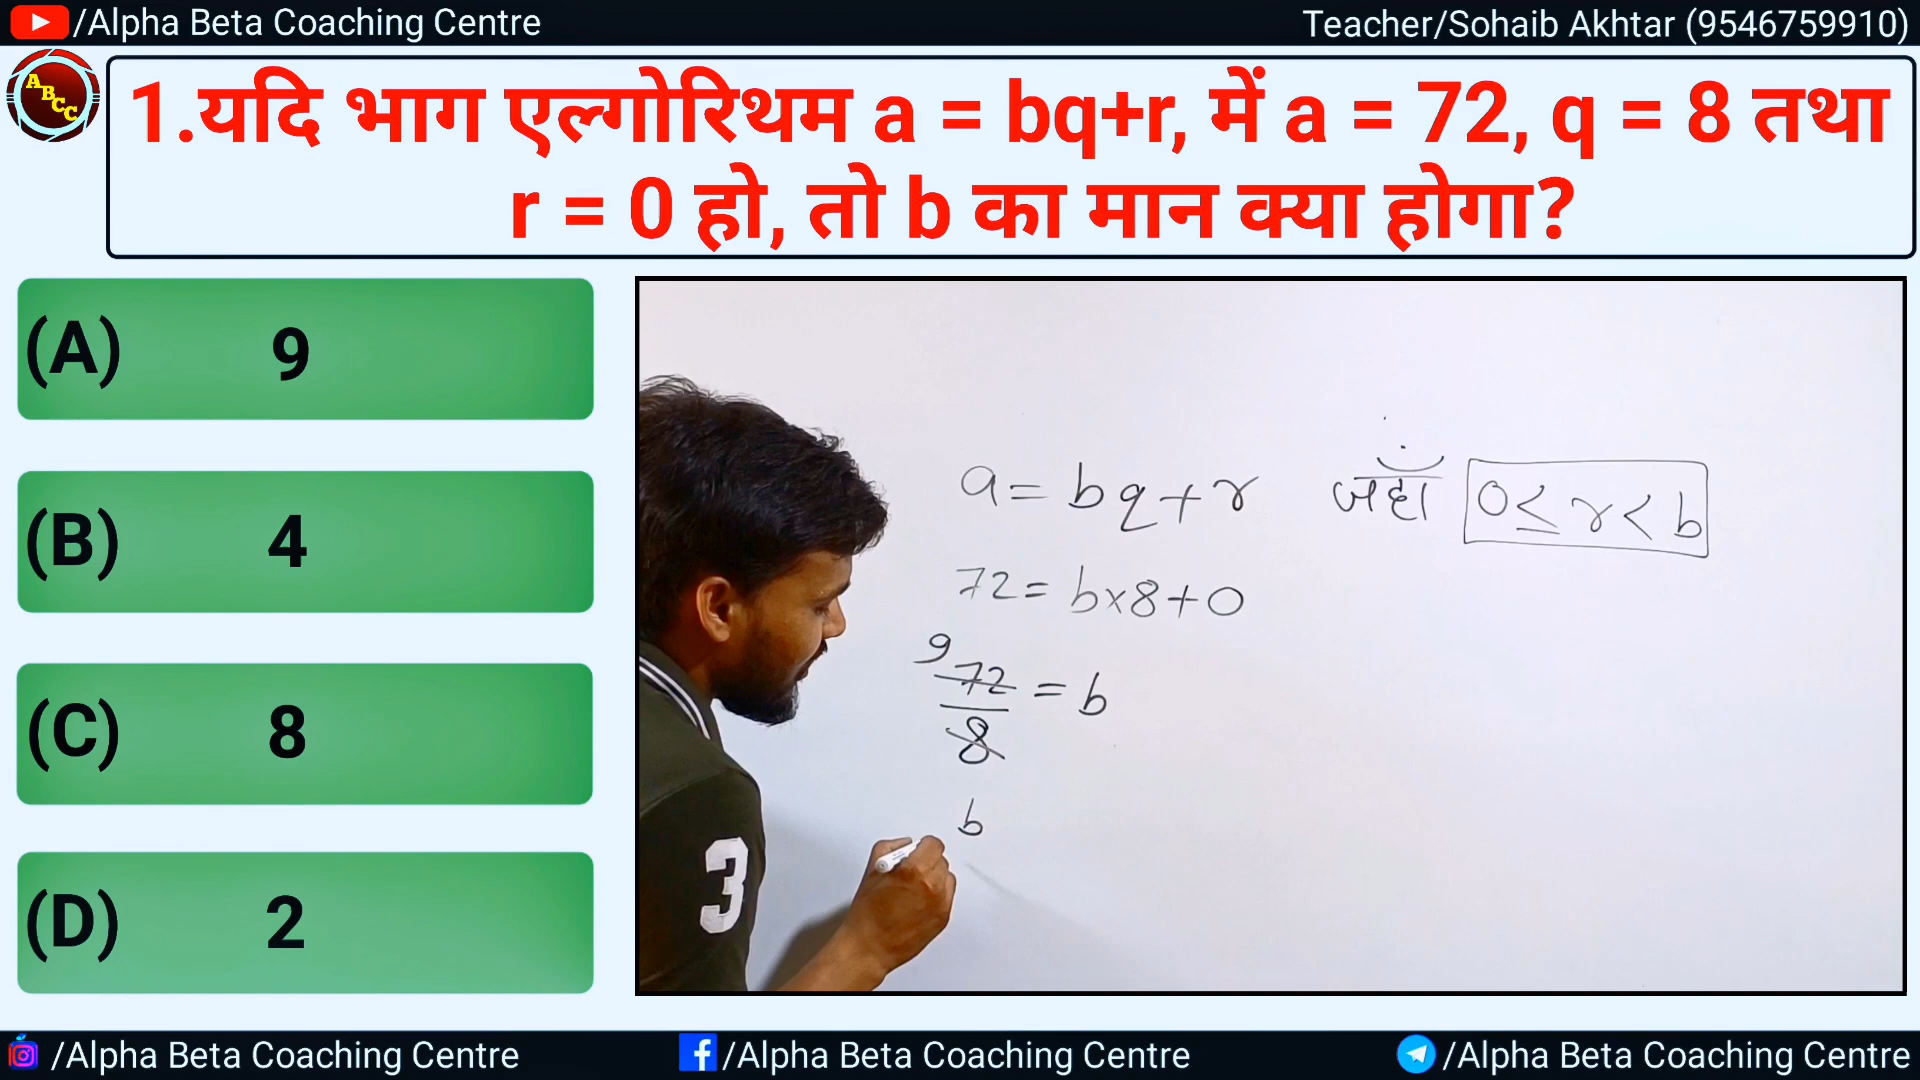 /Alpha Beta Coaching Centre
Teacher/Sohaib Akhtar (9546759910)
ABCC
1.यदि भाग एल्गोरिथम a = bq+r, में a = 72, q = 8 तथा
r = 0 हो, तो b का मान क्या होगा?
(A) 9
(B) 4
(C) 8
(D) 2
a = bq + r जहाँ 0 ≤ r < b
72 = b×8+0
9
72 = b
8
b
3
/Alpha Beta Coaching Centre
/Alpha Beta Coaching Centre
/Alpha Beta Coaching Centre